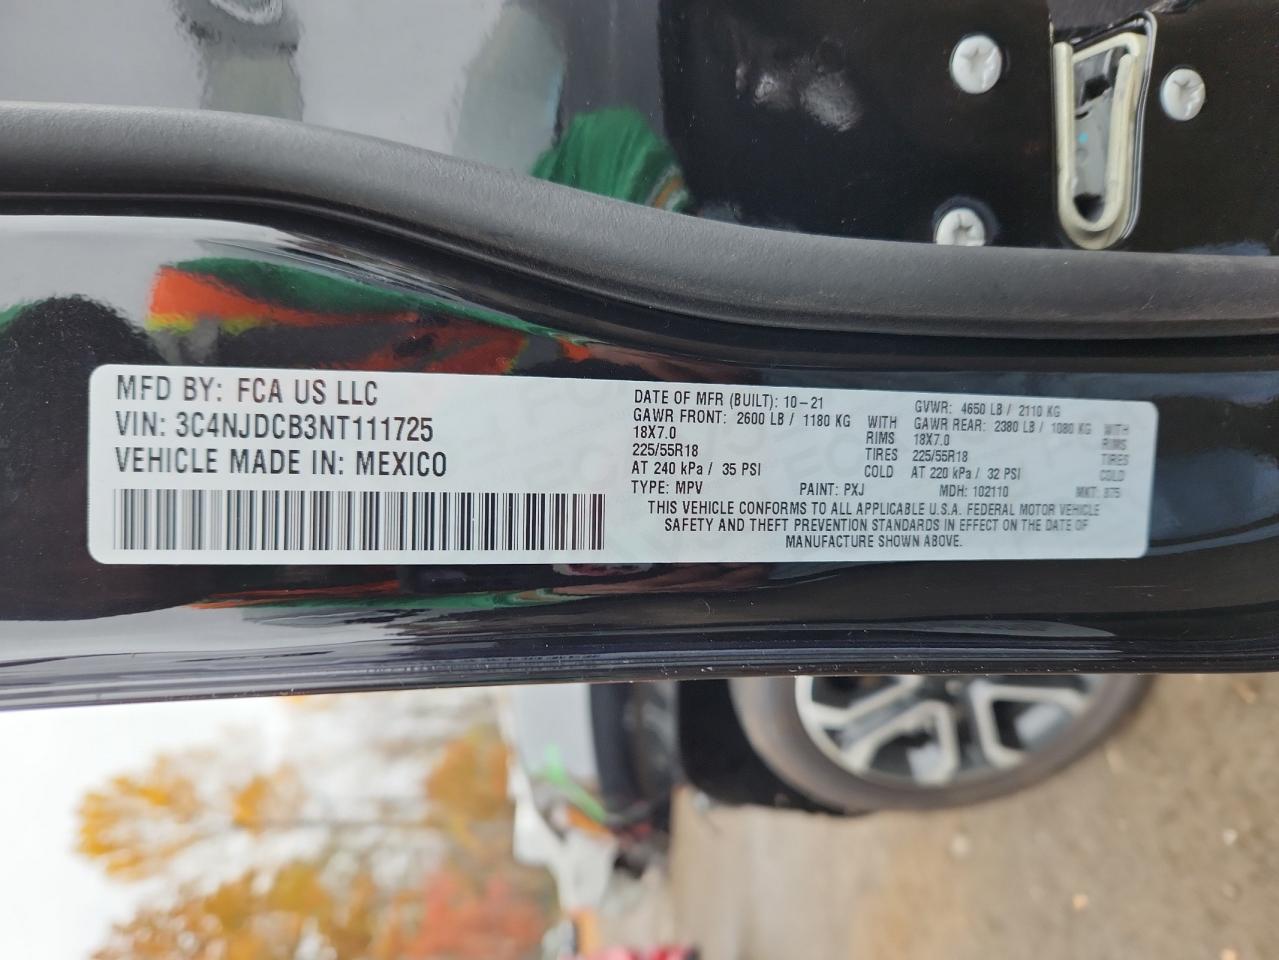 MFD BY: FCA US LLC
VIN: 3C4NJDCB3NT111725
VEHICLE MADE IN: MEXICO
DATE OF MFR (BUILT): 10-21
GAWR FRONT: 2600 LB / 1180 KG WITH
18X7.0 RIMS
225/55R18 TIRES
AT 240 kPa / 35 PSI COLD
GVWR: 4650 LB / 2110 KG
GAWR REAR: 2380 LB / 1080 KG WITH
18X7.0 RIMS
225/55R18 TIRES
AT 220 kPa / 32 PSI COLD
TYPE: MPV PAINT: PXJ MDH: 102110 MKT: 875
THIS VEHICLE CONFORMS TO ALL APPLICABLE U.S.A. FEDERAL MOTOR VEHICLE
SAFETY AND THEFT PREVENTION STANDARDS IN EFFECT ON THE DATE OF
MANUFACTURE SHOWN ABOVE.